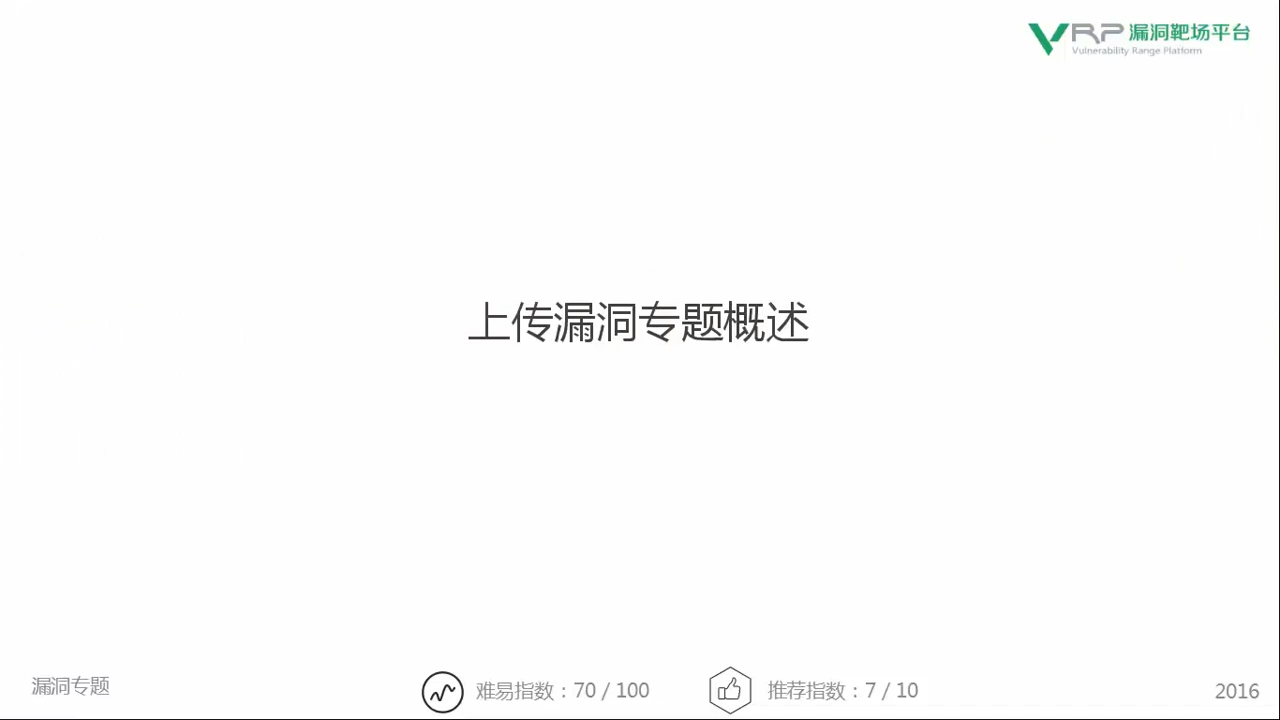 VRP 漏洞靶场平台
Vulnerability Range Platform
上传漏洞专题概述
漏洞专题
难易指数：70 / 100
推荐指数：7 / 10
2016